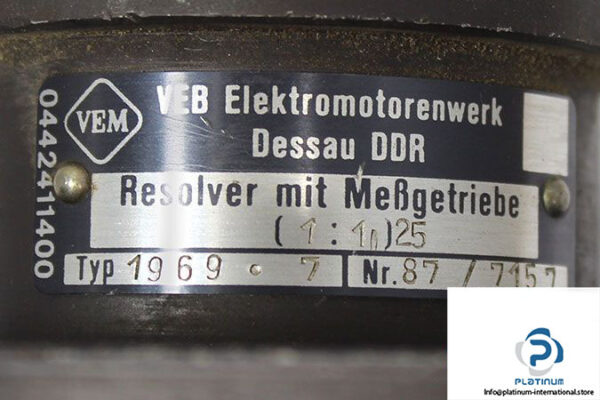 VEM
VEB Elektromotorenwerk
Dessau DDR
Resolver mit Meßgetriebe
(1:1)25
Typ 1969.7
Nr. 87/7157
0442411400
PLATINUM
Info@platinum-international.store